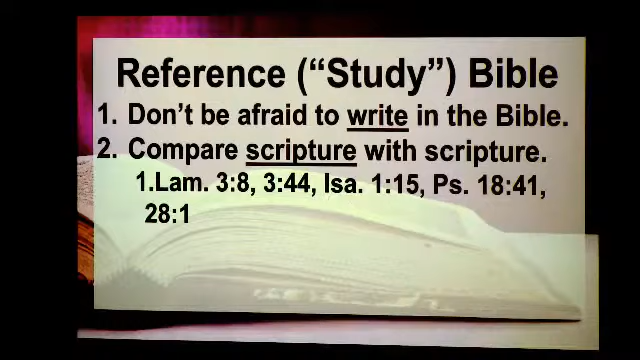 Reference (“Study”) Bible
1. Don’t be afraid to write in the Bible.
2. Compare scripture with scripture.
1.Lam. 3:8, 3:44, Isa. 1:15, Ps. 18:41,
28:1